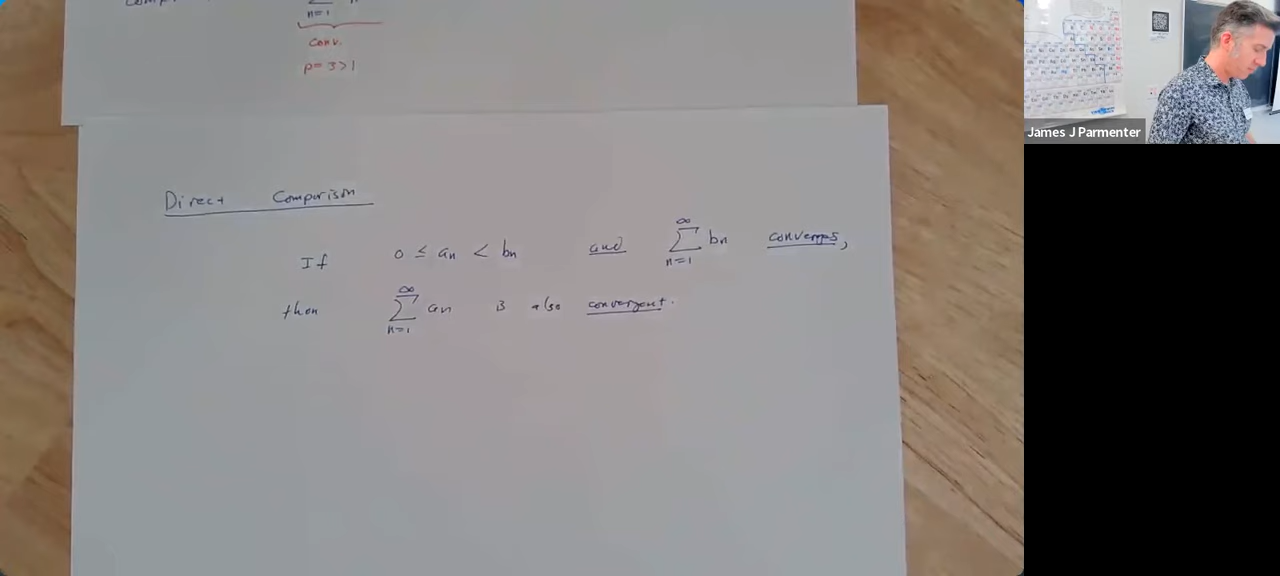 ∞
n=1
conv.
p=3>1
James J Parmenter
Direct Comparison
If 0 ≤ an < bn and ∞ Σ n=1 bn converges,
then ∞ Σ n=1 an is also convergent.